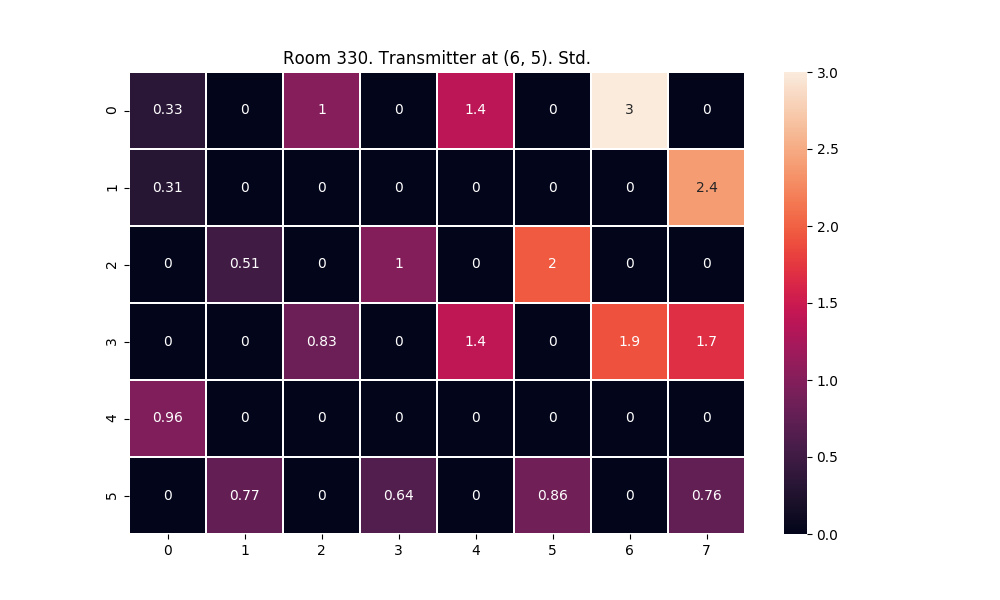 Room 330. Transmitter at (6, 5). Std.
0 0.33 0 1 0 1.4 0 3 0
1 0.31 0 0 0 0 0 0 2.4
2 0 0.51 0 1 0 2 0 0
3 0 0 0.83 0 1.4 0 1.9 1.7
4 0.96 0 0 0 0 0 0 0
5 0 0.77 0 0.64 0 0.86 0 0.76
0 1 2 3 4 5 6 7
3.0
2.5
2.0
1.5
1.0
0.5
0.0